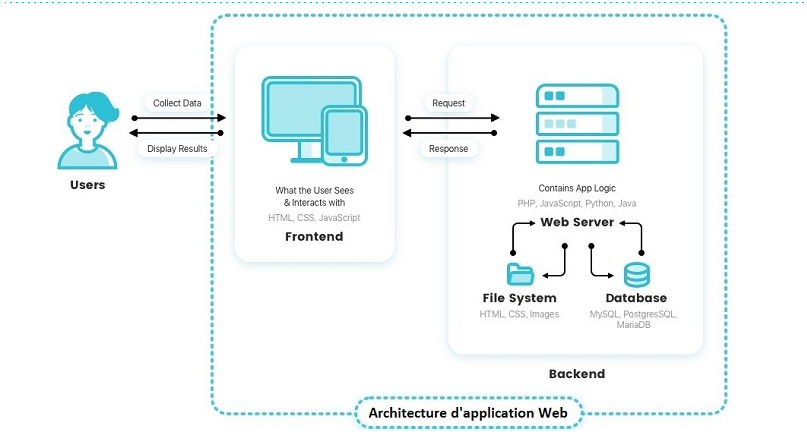 Collect Data
Display Results
Users
What the User Sees
& Interacts with
HTML, CSS, JavaScript
Frontend
Request
Response
Contains App Logic
PHP, JavaScript, Python, Java
Web Server
File System
HTML, CSS, Images
Database
MySQL, PostgresSQL,
MariaDB
Backend
Architecture d'application Web